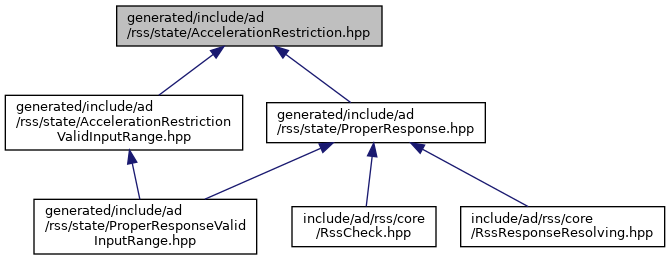 generated/include/ad
/rss/state/AccelerationRestriction.hpp
generated/include/ad
/rss/state/AccelerationRestriction
ValidInputRange.hpp
generated/include/ad
/rss/state/ProperResponse.hpp
generated/include/ad
/rss/state/ProperResponseValid
InputRange.hpp
include/ad/rss/core
/RssCheck.hpp
include/ad/rss/core
/RssResponseResolving.hpp